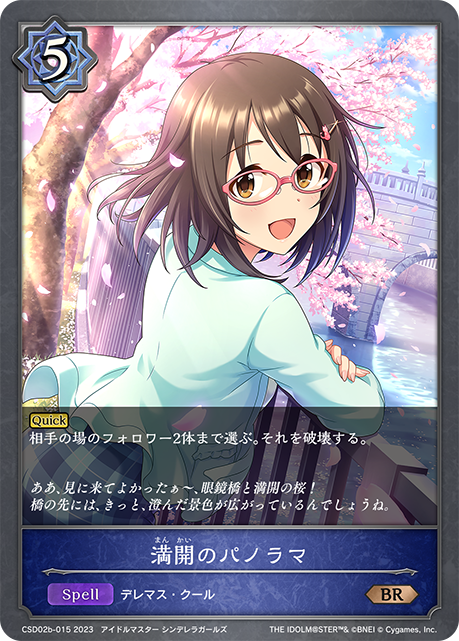 5
Quick
相手の場のフォロワー2体まで選ぶ。それを破壊する。
ああ、見に来てよかったぁ～、眼鏡橋と満開の桜！
橋の先には、きっと、澄んだ景色が広がっているんでしょうね。
まんかい
満開のパノラマ
Spell デレマス・クール BR
CSD02b-015 2023 アイドルマスター シンデレラガールズ THE IDOLM@STER™& ©BNEI © Cygames, Inc.